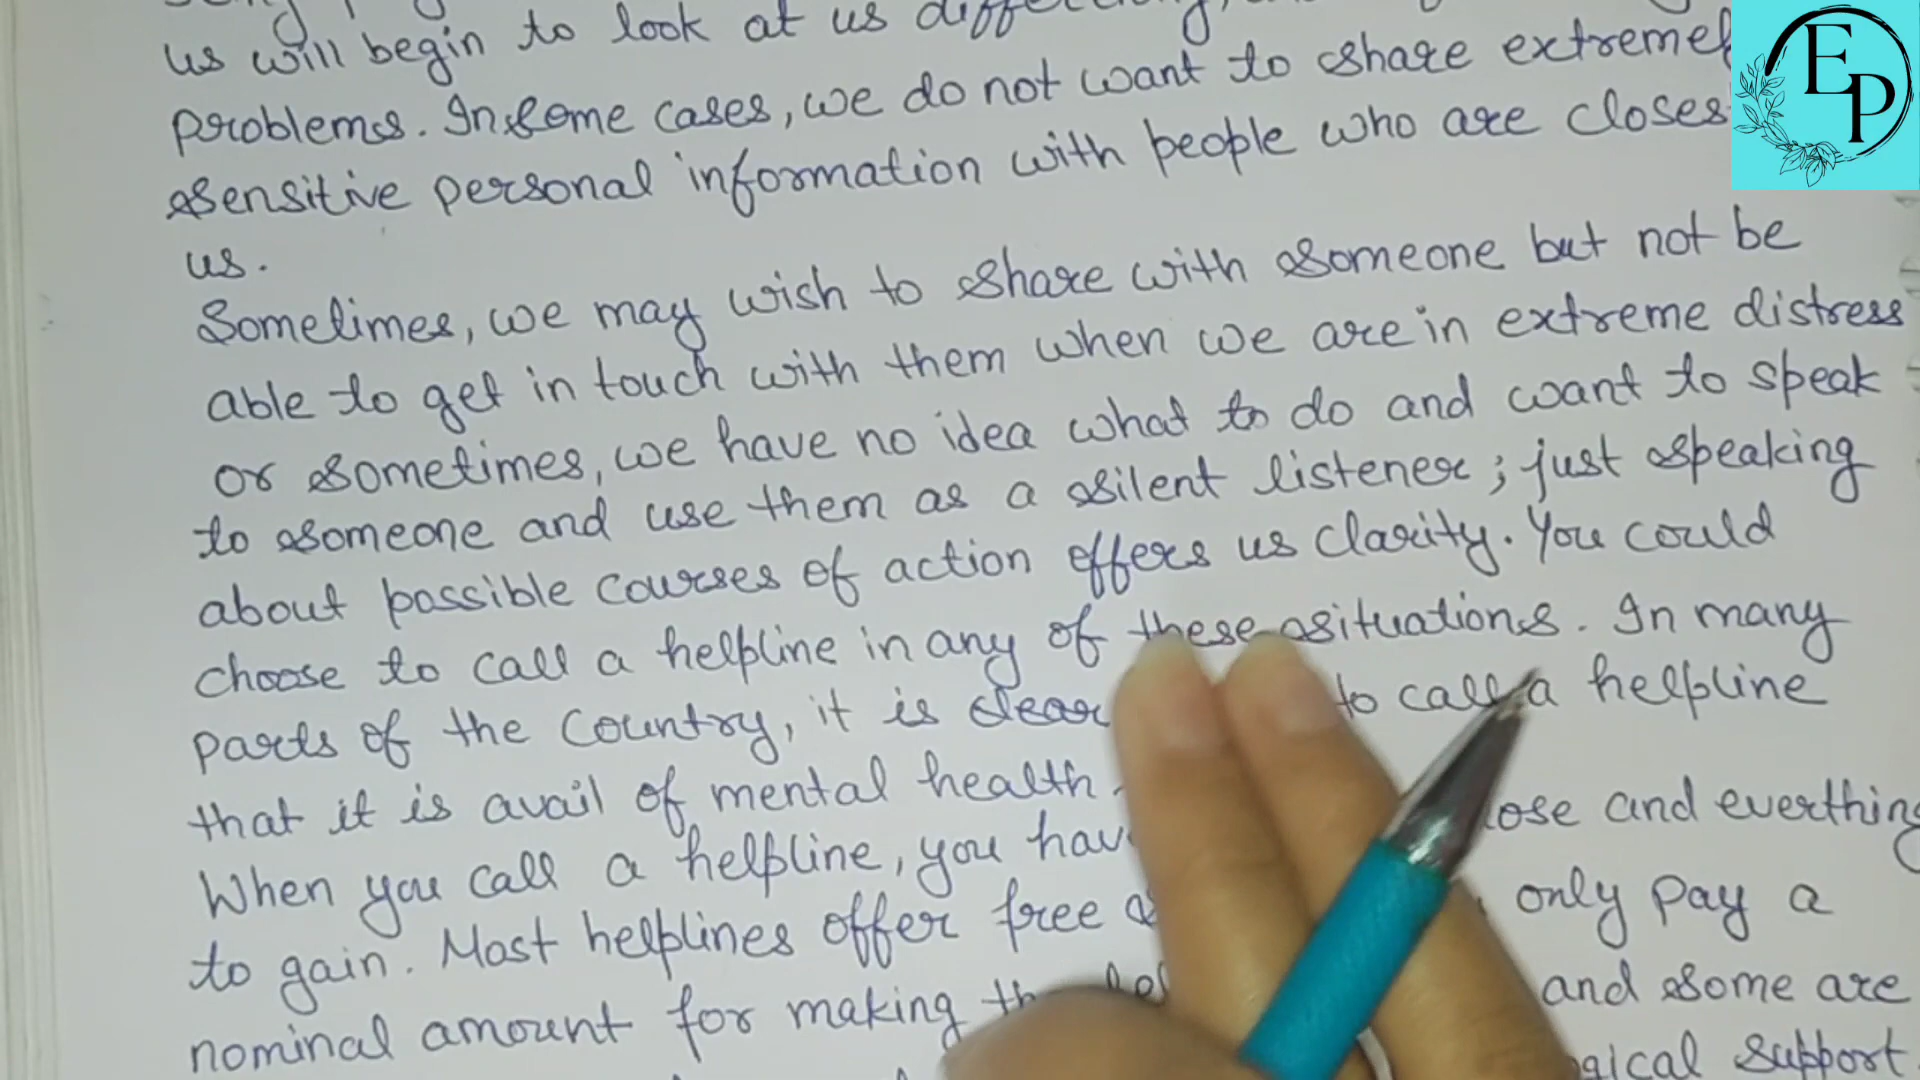 us will begin to look at us
problems. In some cases, we do not want to share
sensitive personal information with people who are
us.
Sometimes, we may wish to share with someone but not be
able to get in touch with them when we are in extreme distress
or sometimes, we have no idea what to do and want to speak
to someone and use them as a silent listener; just speaking
about possible courses of action offers us clarity. You could
choose to call a helpline in any of these situations. In many
parts of the country, it is to call a helpline
that it is avail of mental health
When you call a helpline, you and everthing
to gain. Most helplines offer free only pay a
nominal amount for making and some are
support
EP